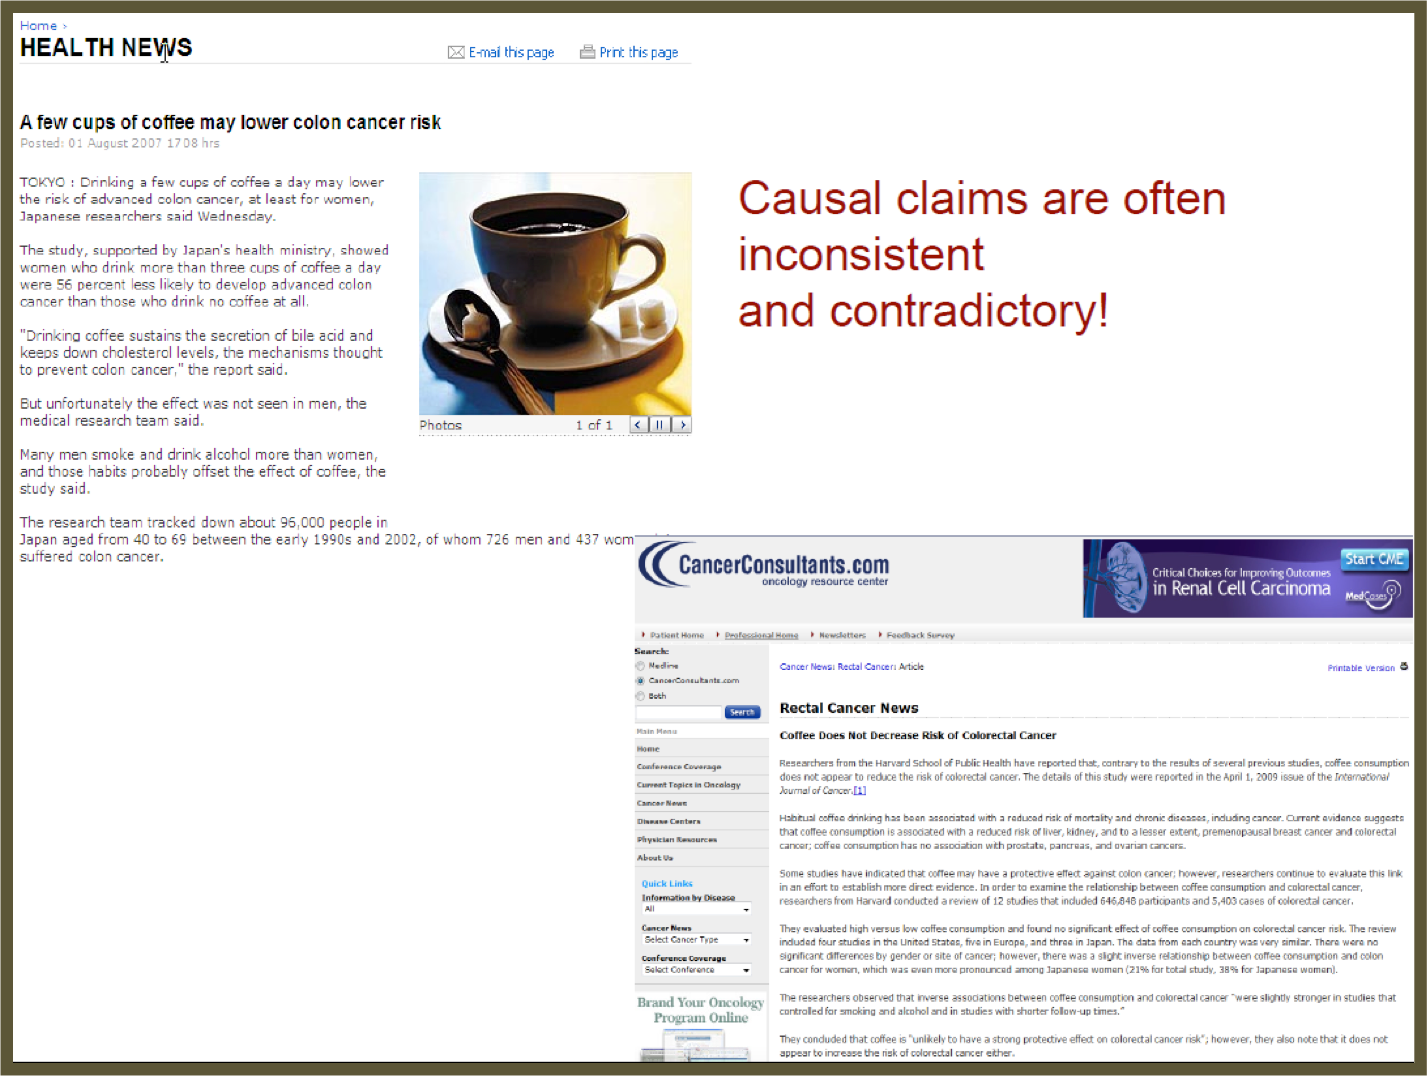 Home ›
HEALTH NEWS
E-mail this page
Print this page
A few cups of coffee may lower colon cancer risk
Posted: 01 August 2007 1708 hrs
TOKYO : Drinking a few cups of coffee a day may lower
the risk of advanced colon cancer, at least for women,
Japanese researchers said Wednesday.
The study, supported by Japan's health ministry, showed
women who drink more than three cups of coffee a day
were 56 percent less likely to develop advanced colon
cancer than those who drink no coffee at all.
"Drinking coffee sustains the secretion of bile acid and
keeps down cholesterol levels, the mechanisms thought
to prevent colon cancer," the report said.
But unfortunately the effect was not seen in men, the
medical research team said.
Many men smoke and drink alcohol more than women,
and those habits probably offset the effect of coffee, the
study said.
The research team tracked down about 96,000 people in
Japan aged from 40 to 69 between the early 1990s and 2002, of whom 726 men and 437
suffered colon cancer.
Photos
1 of 1
Causal claims are often
inconsistent
and contradictory!
CancerConsultants.com
oncology resource center
Critical Choices for Improving Outcomes
in Renal Cell Carcinoma
Start CME
MedCases
Patient Home
Professional Home
Newsletters
Feedback Survey
Search:
Medline
CancerConsultants.com
Both
Search
Main Menu
Home
Conference Coverage
Current Topics in Oncology
Cancer News
Disease Centers
Physician Resources
About Us
Quick Links
Information by Disease
All
Cancer News
Select Cancer Type
Conference Coverage
Select Conference
Brand Your Oncology
Program Online
Cancer News: Rectal Cancer: Article
Printable Version
Rectal Cancer News
Coffee Does Not Decrease Risk of Colorectal Cancer
Researchers from the Harvard School of Public Health have reported that, contrary to the results of several previous studies, coffee consumption
does not appear to reduce the risk of colorectal cancer. The details of this study were reported in the April 1, 2009 issue of the International
Journal of Cancer.[1]
Habitual coffee drinking has been associated with a reduced risk of mortality and chronic diseases, including cancer. Current evidence suggests
that coffee consumption is associated with a reduced risk of liver, kidney, and to a lesser extent, premenopausal breast cancer and colorectal
cancer; coffee consumption has no association with prostate, pancreas, and ovarian cancers.
Some studies have indicated that coffee may have a protective effect against colon cancer; however, researchers continue to evaluate this link
in an effort to establish more direct evidence. In order to examine the relationship between coffee consumption and colorectal cancer,
researchers from Harvard conducted a review of 12 studies that included 646,848 participants and 5,403 cases of colorectal cancer.
They evaluated high versus low coffee consumption and found no significant effect of coffee consumption on colorectal cancer risk. The review
included four studies in the United States, five in Europe, and three in Japan. The data from each country was very similar. There were no
significant differences by gender or site of cancer; however, there was a slight inverse relationship between coffee consumption and colon
cancer for women, which was even more pronounced among Japanese women (21% for total study, 38% for Japanese women).
The researchers observed that inverse associations between coffee consumption and colorectal cancer "were slightly stronger in studies that
controlled for smoking and alcohol and in studies with shorter follow-up times."
They concluded that coffee is "unlikely to have a strong protective effect on colorectal cancer risk"; however, they also note that it does not
appear to increase the risk of colorectal cancer either.